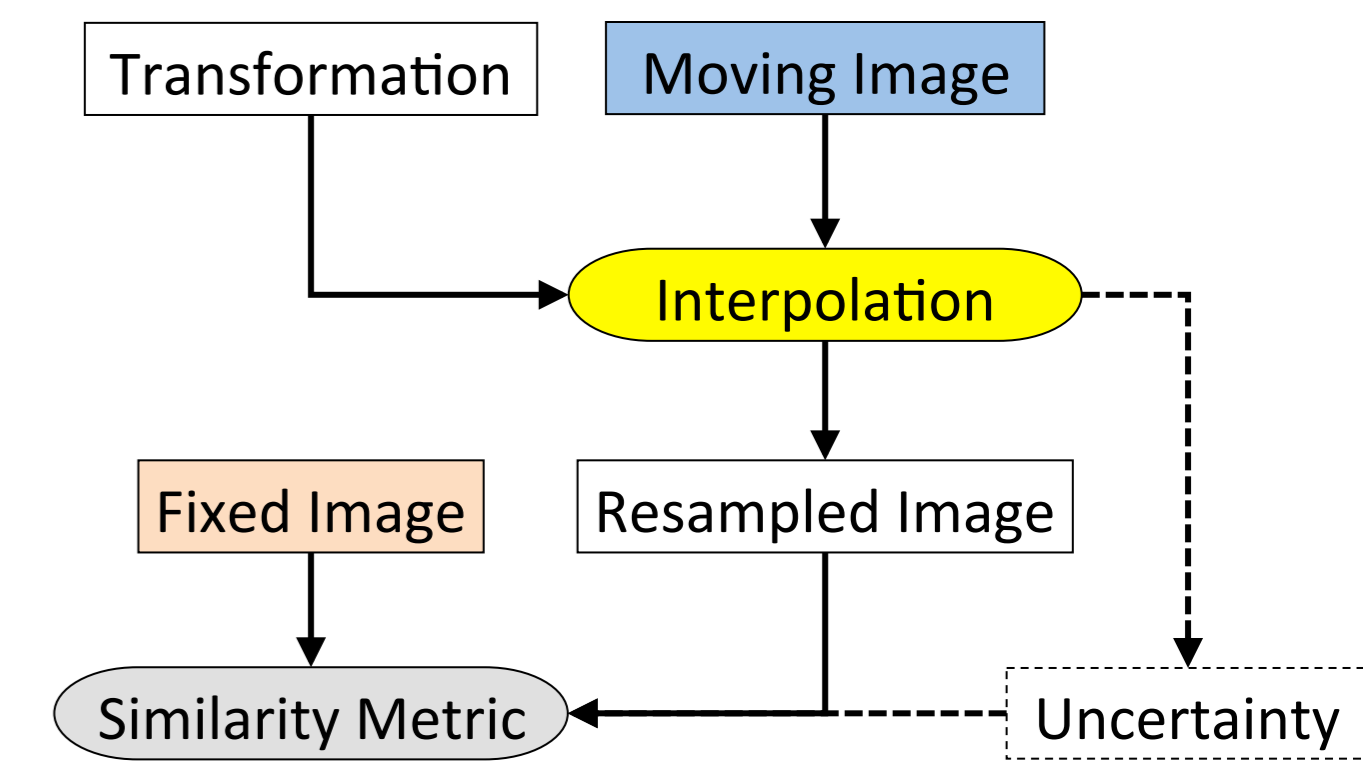 Transformation
Moving Image
Interpolation
Fixed Image
Resampled Image
Similarity Metric
Uncertainty